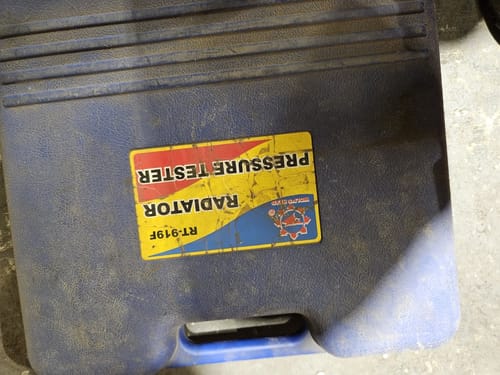 RT-919F
RADIATOR
PRESSURE TESTER